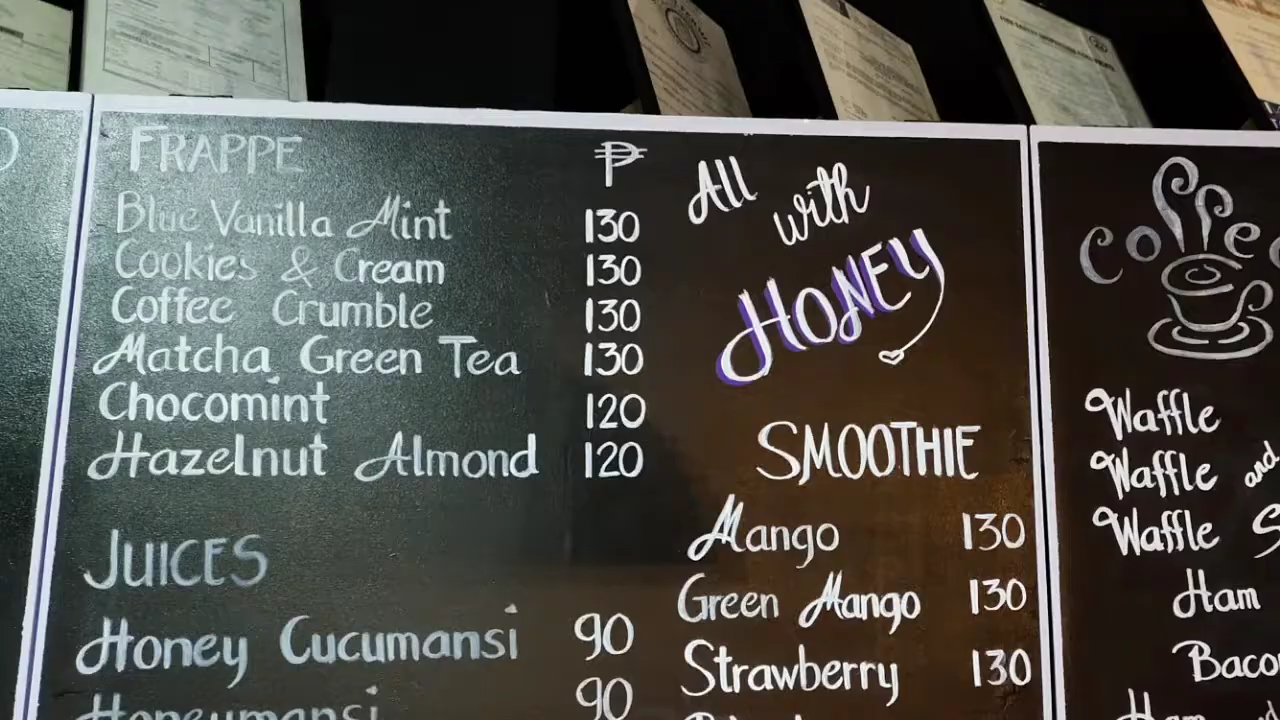 FRAPPE ₱
Blue Vanilla Mint 130
Cookies & Cream 130
Coffee Crumble 130
Matcha Green Tea 130
Chocomint 120
Hazelnut Almond 120
JUICES
Honey Cucumansi 90
Honeymansi 90
All
with
HONEY
SMOOTHIE
Mango 130
Green Mango 130
Strawberry 130
Waffle
Waffle and
Waffle
Ham